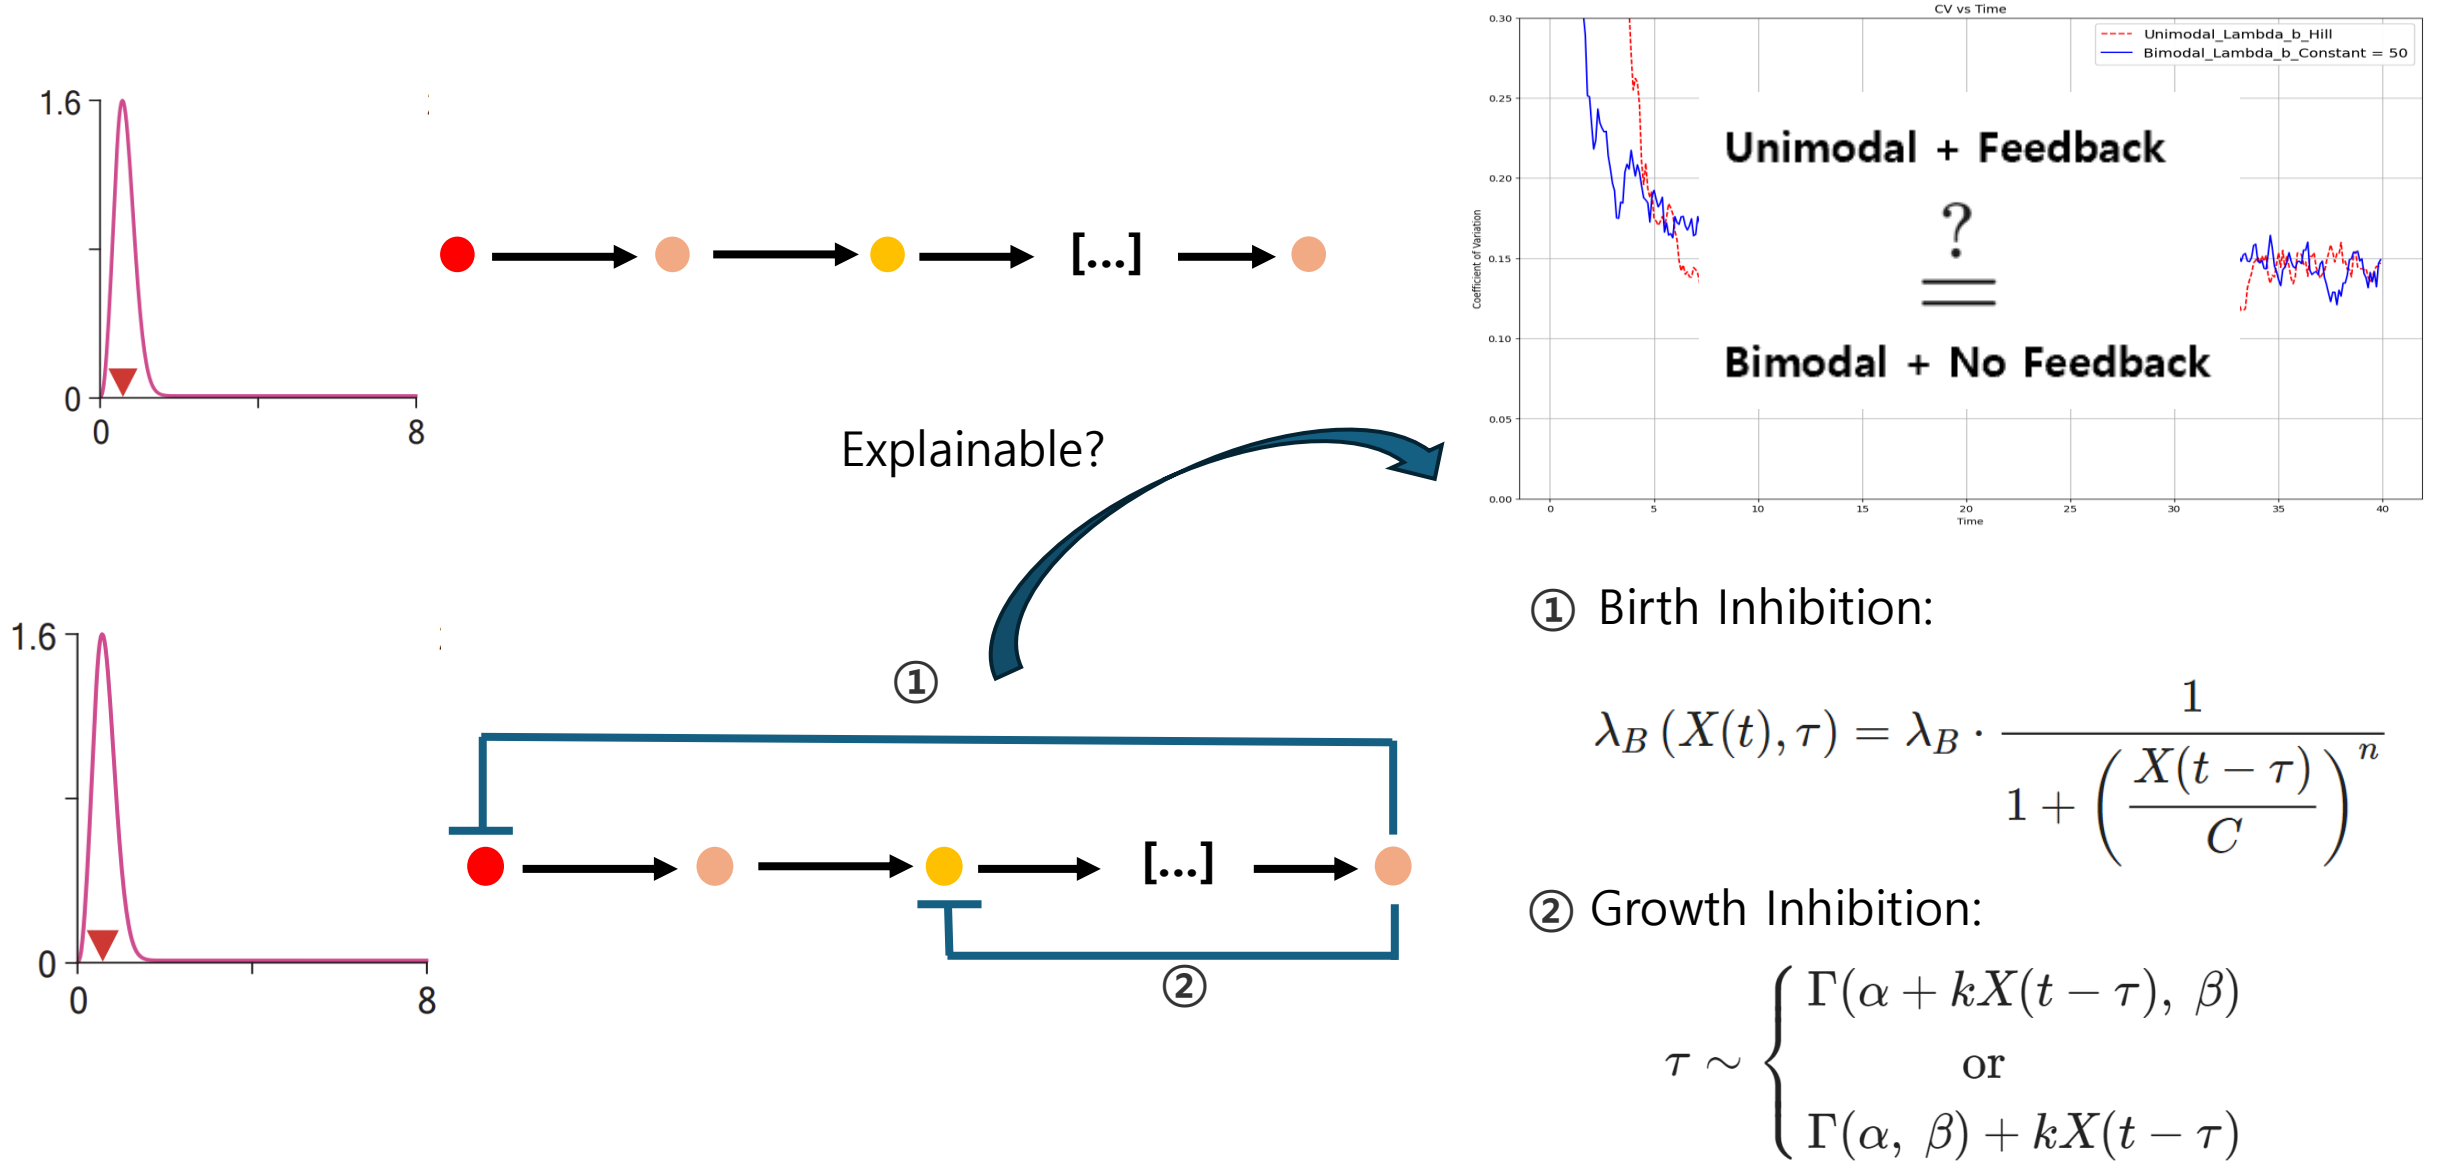 1.6
0
0
8
[...]
Explainable?
CV vs Time
0.30
0.25
0.20
0.15
0.10
0.05
0.00
Coefficient of Variation
Unimodal_Lambda_b_Hill
Bimodal_Lambda_b_Constant = 50
Unimodal + Feedback
?
=
Bimodal + No Feedback
0 5 10 15 20 25 30 35 40
Time
1.6
0
0
8
①
[...]
②
① Birth Inhibition:
λ_B (X(t), τ) = λ_B · 1 / (1 + (X(t − τ) / C)^n)
② Growth Inhibition:
τ ∼ { Γ(α + kX(t − τ), β)
or
Γ(α, β) + kX(t − τ)